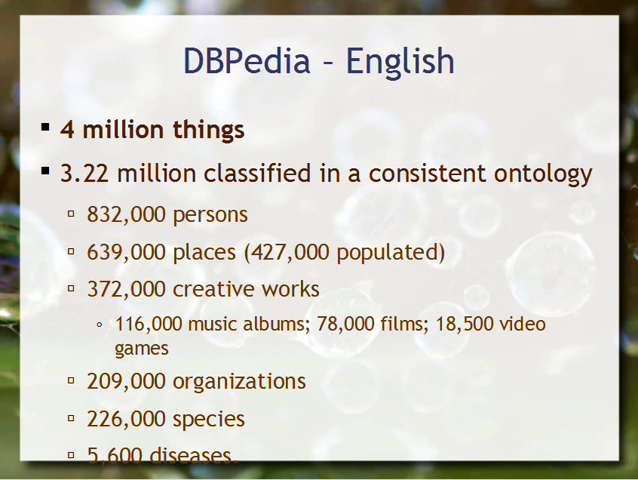 DBPedia – English
▪ 4 million things
▪ 3.22 million classified in a consistent ontology
▫ 832,000 persons
▫ 639,000 places (427,000 populated)
▫ 372,000 creative works
◦ 116,000 music albums; 78,000 films; 18,500 video
games
▫ 209,000 organizations
▫ 226,000 species
▫ 5,600 diseases.